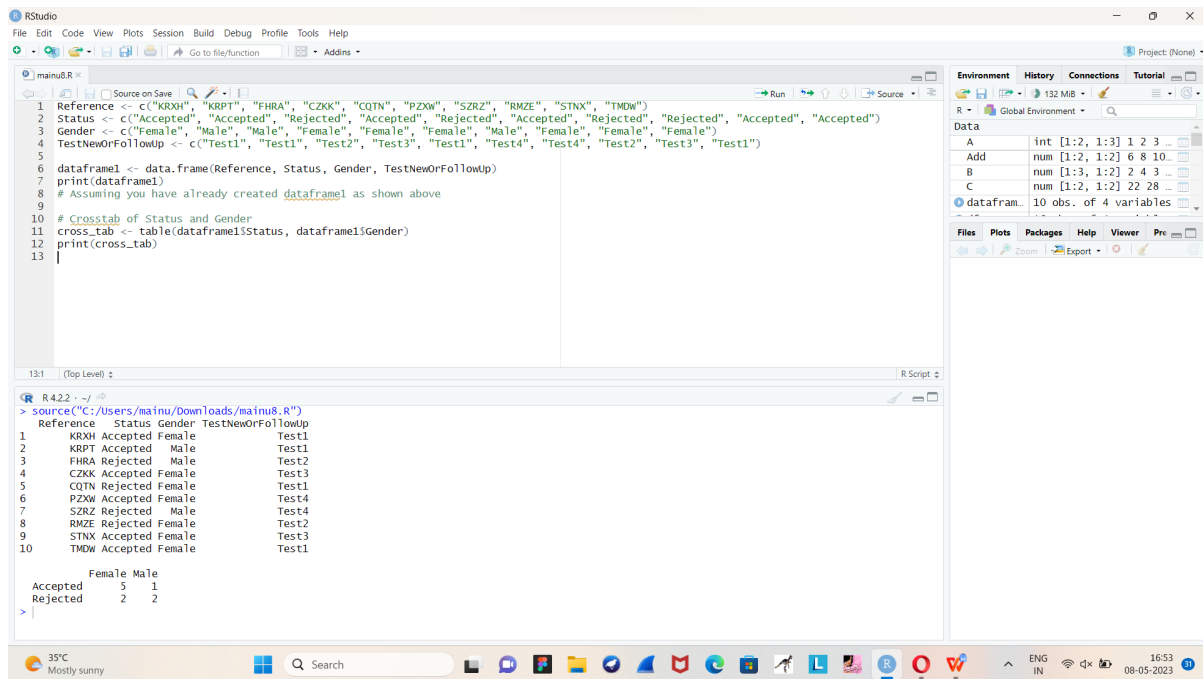 RStudio
File Edit Code View Plots Session Build Debug Profile Tools Help
Go to file/function Addins Project: (None)
mainu8.R
Source on Save Run Source
1 Reference <- c("KRXH", "KRPT", "FHRA", "CZKK", "CQTN", "PZXW", "SZRZ", "RMZE", "STNX", "TMDW")
2 Status <- c("Accepted", "Accepted", "Rejected", "Accepted", "Rejected", "Accepted", "Rejected", "Rejected", "Accepted", "Accepted")
3 Gender <- c("Female", "Male", "Male", "Female", "Female", "Female", "Male", "Female", "Female", "Female")
4 TestNewOrFollowUp <- c("Test1", "Test1", "Test2", "Test3", "Test1", "Test4", "Test4", "Test2", "Test3", "Test1")
5
6 dataframe1 <- data.frame(Reference, Status, Gender, TestNewOrFollowUp)
7 print(dataframe1)
8 # Assuming you have already created dataframe1 as shown above
9
10 # Crosstab of Status and Gender
11 cross_tab <- table(dataframe1$Status, dataframe1$Gender)
12 print(cross_tab)
13
13:1 (Top Level) R Script
R 4.2.2 · ~/
> source("C:/Users/mainu/Downloads/mainu8.R")
Reference Status Gender TestNewOrFollowUp
1 KRXH Accepted Female Test1
2 KRPT Accepted Male Test1
3 FHRA Rejected Male Test2
4 CZKK Accepted Female Test3
5 CQTN Rejected Female Test1
6 PZXW Accepted Female Test4
7 SZRZ Rejected Male Test4
8 RMZE Rejected Female Test2
9 STNX Accepted Female Test3
10 TMDW Accepted Female Test1
Female Male
Accepted 5 1
Rejected 2 2
>
Environment History Connections Tutorial
132 MiB
R Global Environment
Data
A int [1:2, 1:3] 1 2 3 …
Add num [1:2, 1:2] 6 8 10…
B num [1:3, 1:2] 2 4 3 …
C num [1:2, 1:2] 22 28 …
datafram… 10 obs. of 4 variables
Files Plots Packages Help Viewer Pre
Zoom Export
35°C
Mostly sunny
Search
ENG
IN
16:53
08-05-2023
31